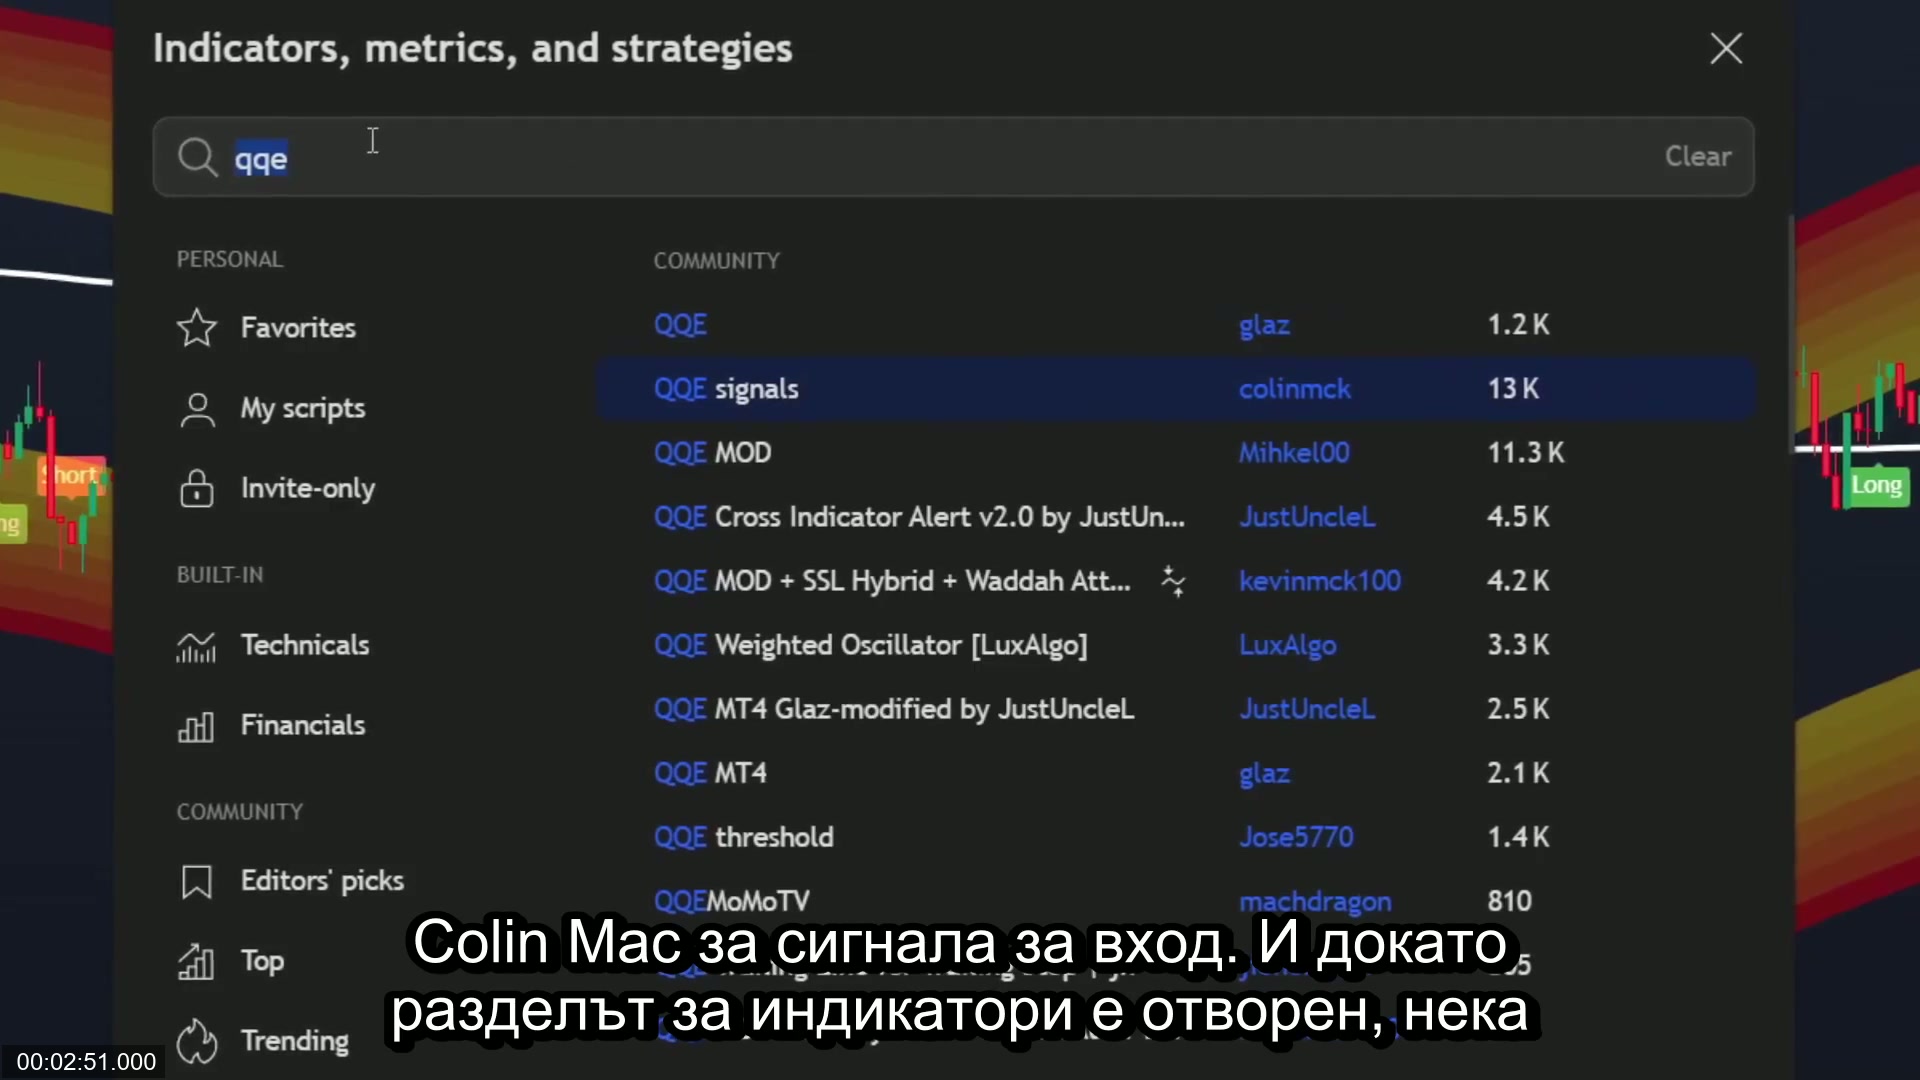 Indicators, metrics, and strategies
qqe
Clear
PERSONAL
Favorites
My scripts
Invite-only
BUILT-IN
Technicals
Financials
COMMUNITY
Editors' picks
Top
Trending
COMMUNITY
QQE glaz 1.2 K
QQE signals colinmck 13 K
QQE MOD Mihkel00 11.3 K
QQE Cross Indicator Alert v2.0 by JustUn... JustUncleL 4.5 K
QQE MOD + SSL Hybrid + Waddah Att... kevinmck100 4.2 K
QQE Weighted Oscillator [LuxAlgo] LuxAlgo 3.3 K
QQE MT4 Glaz-modified by JustUncleL JustUncleL 2.5 K
QQE MT4 glaz 2.1 K
QQE threshold Jose5770 1.4 K
QQEMoMoTV machdragon 810
Short
Long
Colin Mac за сигнала за вход. И докато
разделът за индикатори е отворен, нека
00:02:51.000